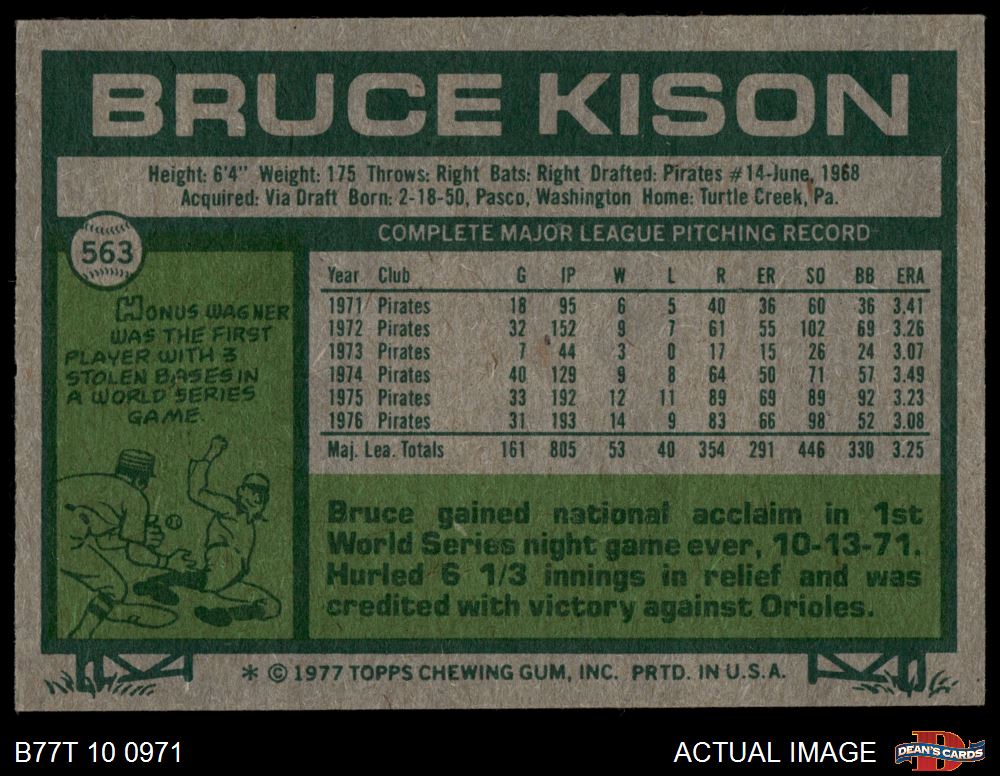 BRUCE KISON
Height: 6'4" Weight: 175 Throws: Right Bats: Right Drafted: Pirates #14-June, 1968
Acquired: Via Draft Born: 2-18-50, Pasco, Washington Home: Turtle Creek, Pa.
563
HONUS WAGNER
WAS THE FIRST
PLAYER WITH 3
STOLEN BASES IN
A WORLD SERIES
GAME.
COMPLETE MAJOR LEAGUE PITCHING RECORD
Year Club G IP W L R ER SO BB ERA
1971 Pirates 18 95 6 5 40 36 60 36 3.41
1972 Pirates 32 152 9 7 61 55 102 69 3.26
1973 Pirates 7 44 3 0 17 15 26 24 3.07
1974 Pirates 40 129 9 8 64 50 71 57 3.49
1975 Pirates 33 192 12 11 89 69 89 92 3.23
1976 Pirates 31 193 14 9 83 66 98 52 3.08
Maj. Lea. Totals 161 805 53 40 354 291 446 330 3.25
Bruce gained national acclaim in 1st
World Series night game ever, 10-13-71.
Hurled 6 1/3 innings in relief and was
credited with victory against Orioles.
* © 1977 TOPPS CHEWING GUM, INC. PRTD. IN U.S.A.
B77T 10 0971
ACTUAL IMAGE
DEAN'S CARDS